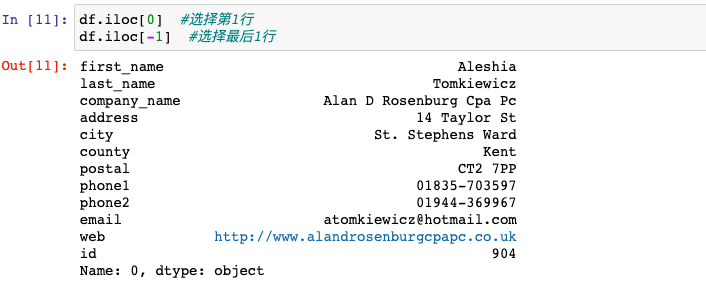 In [11]: df.iloc[0]  #选择第1行
df.iloc[-1]  #选择最后1行
Out[11]: first_name Aleshia
last_name Tomkiewicz
company_name Alan D Rosenburg Cpa Pc
address 14 Taylor St
city St. Stephens Ward
county Kent
postal CT2 7PP
phone1 01835-703597
phone2 01944-369967
email atomkiewicz@hotmail.com
web http://www.alandrosenburgcpapc.co.uk
id 904
Name: 0, dtype: object